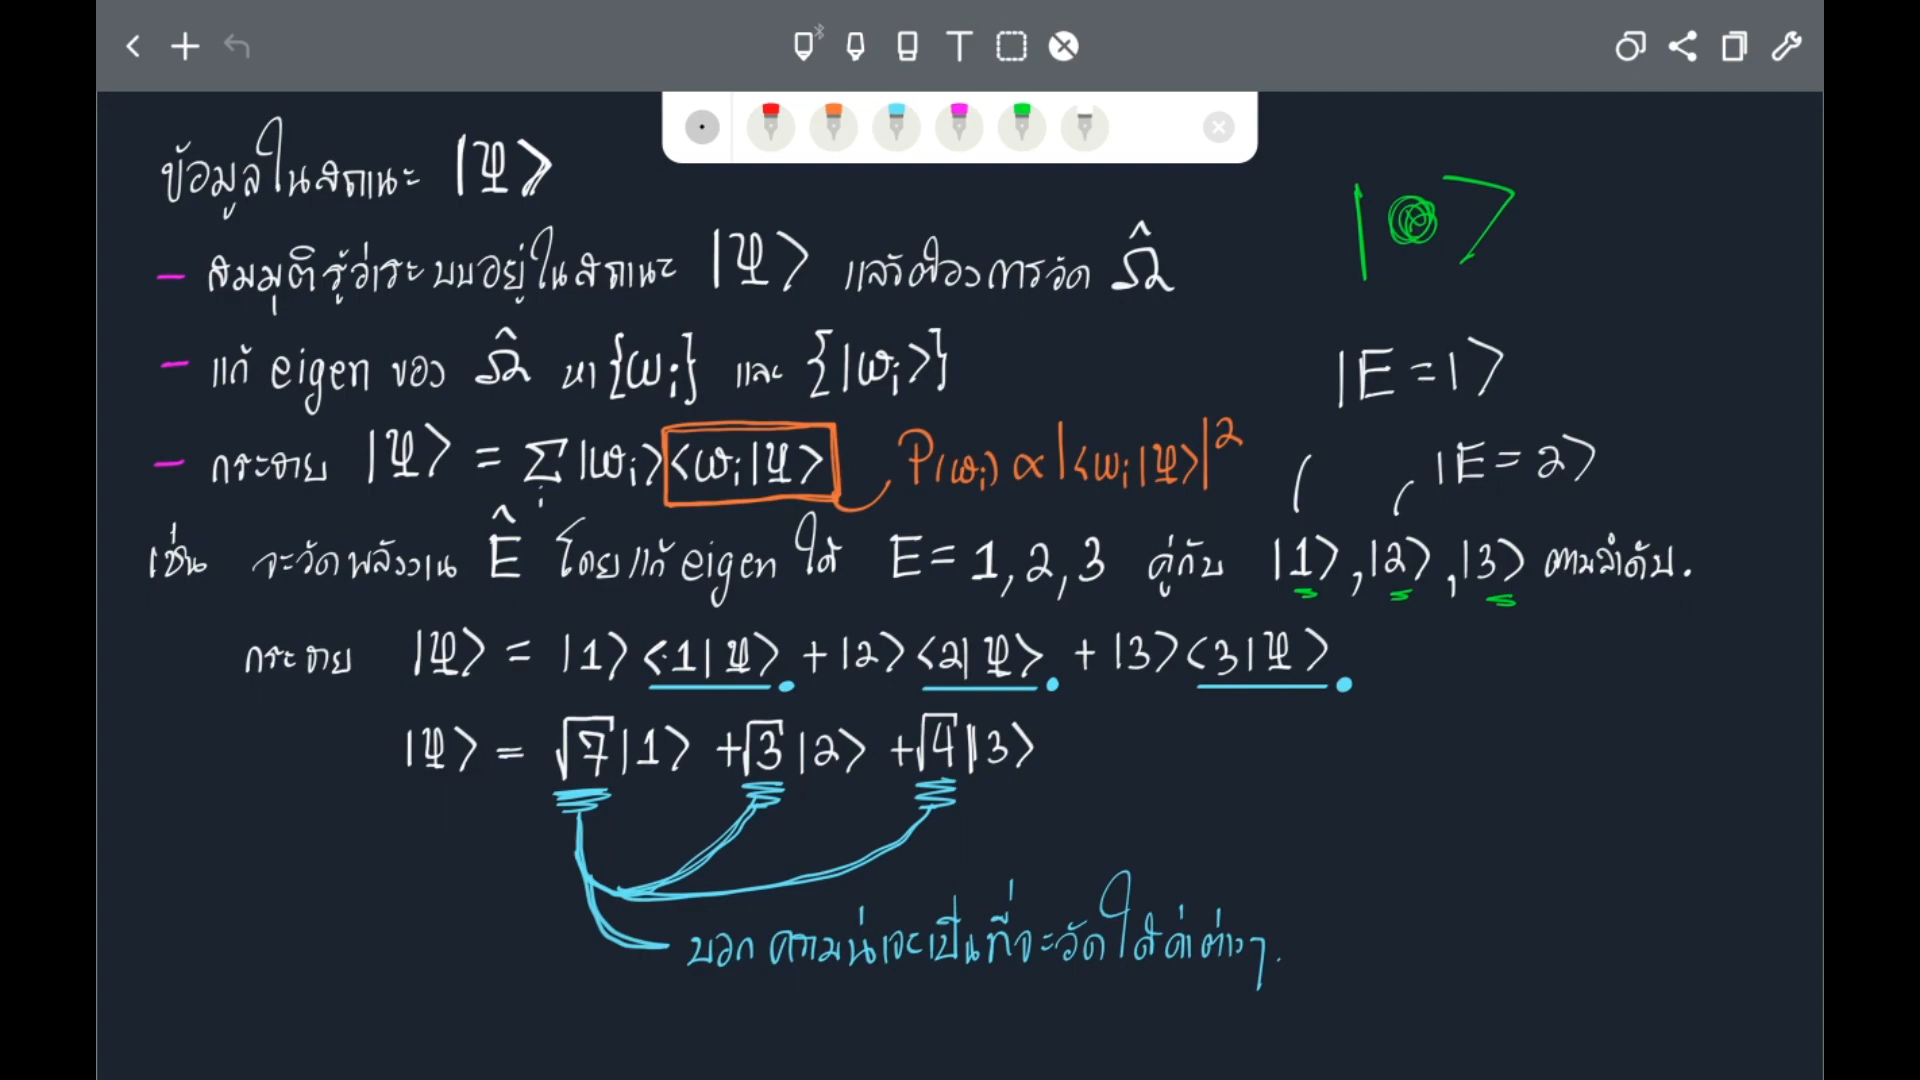 ข้อมูลในสถานะ |Ψ⟩
- สมมุติรู้ว่าระบบอยู่ในสถานะ |Ψ⟩ แล้วต้องการวัด Ω̂
- แก้ eigen ของ Ω̂ หา {ω_i} และ {|ω_i⟩}
- กระจาย |Ψ⟩ = Σ_i |ω_i⟩⟨ω_i|Ψ⟩ P(ω_i) ∝ |⟨ω_i|Ψ⟩|²
|●⟩
|E=1⟩
|E=2⟩
เช่น จะวัดพลังงาน Ê โดยแก้ eigen ได้ E = 1, 2, 3 คู่กับ |1⟩, |2⟩, |3⟩ ตามลำดับ.
กระจาย |Ψ⟩ = |1⟩⟨1|Ψ⟩ + |2⟩⟨2|Ψ⟩ + |3⟩⟨3|Ψ⟩
|Ψ⟩ = √7|1⟩ + √3|2⟩ + √4|3⟩
บอกความน่าจะเป็นที่จะวัดได้ค่าต่างๆ.